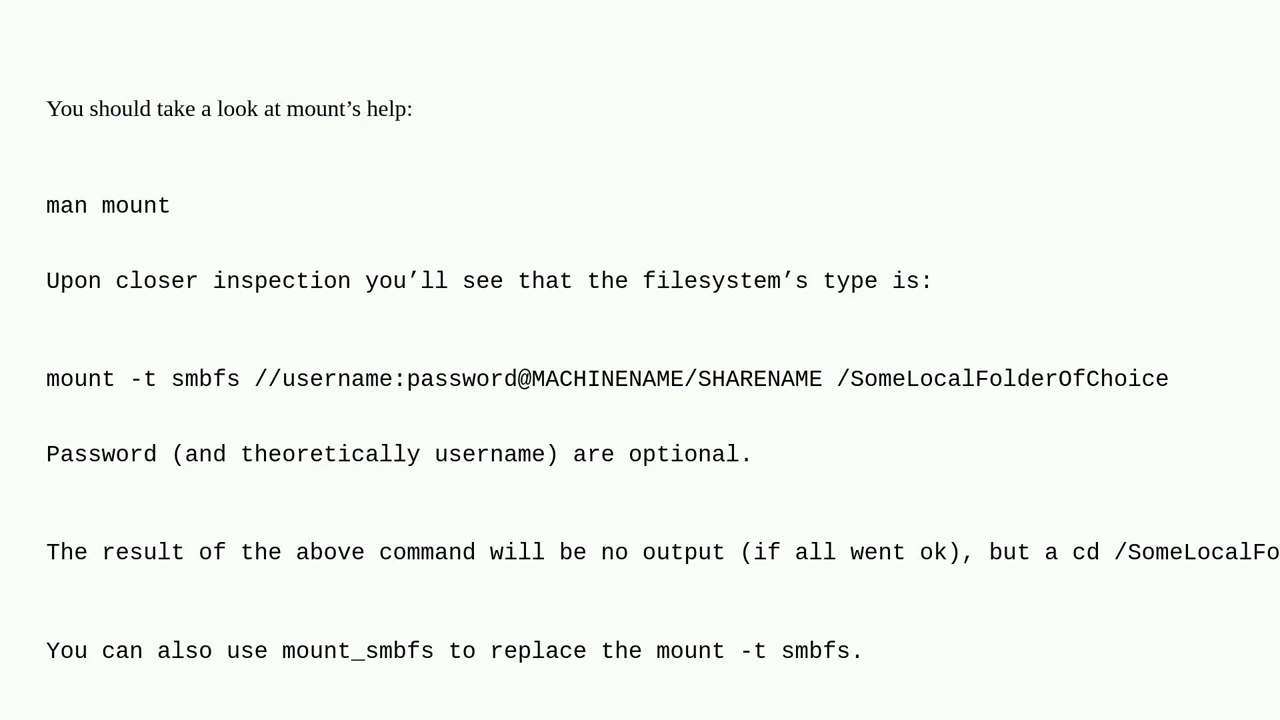 You should take a look at mount’s help:
man mount
Upon closer inspection you’ll see that the filesystem’s type is:
mount -t smbfs //username:password@MACHINENAME/SHARENAME /SomeLocalFolderOfChoice
Password (and theoretically username) are optional.
The result of the above command will be no output (if all went ok), but a cd /SomeLocalFo
You can also use mount_smbfs to replace the mount -t smbfs.